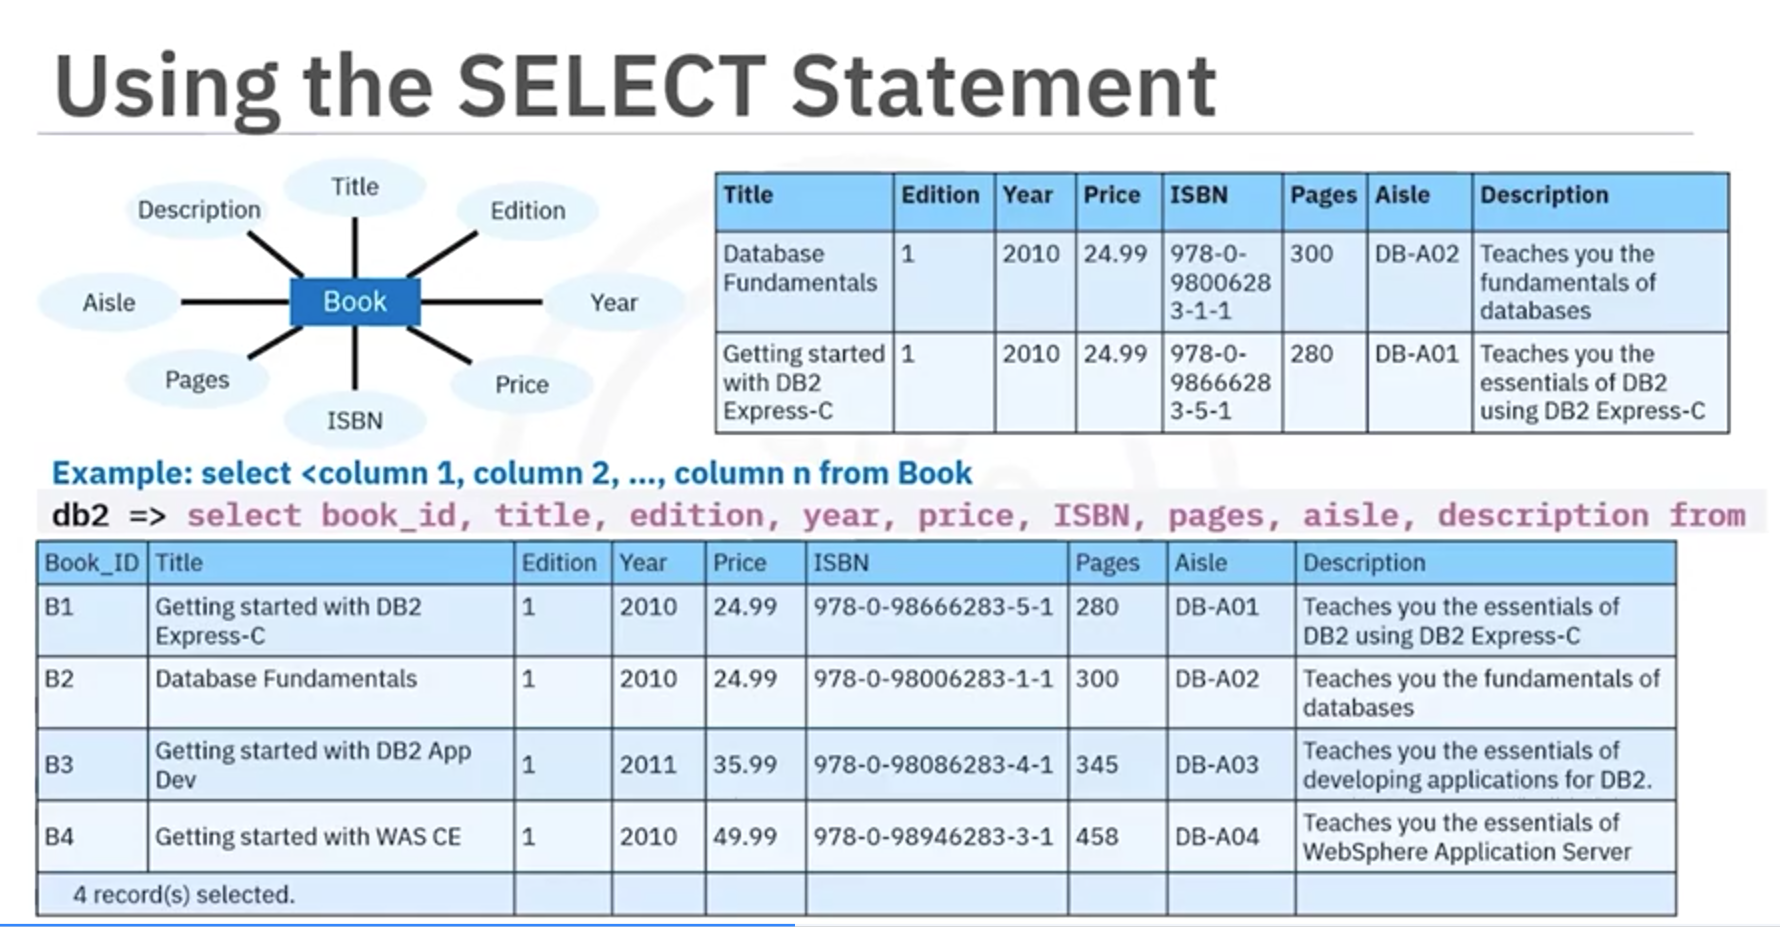 Using the SELECT Statement
Title
Description
Edition
Aisle
Book
Year
Pages
Price
ISBN
Title Edition Year Price ISBN Pages Aisle Description
Database 1 2010 24.99 978-0- 300 DB-A02 Teaches you the
Fundamentals 9800628 fundamentals of
3-1-1 databases
Getting started 1 2010 24.99 978-0- 280 DB-A01 Teaches you the
with DB2 9866628 essentials of DB2
Express-C 3-5-1 using DB2 Express-C
Example: select <column 1, column 2, ..., column n from Book
db2 => select book_id, title, edition, year, price, ISBN, pages, aisle, description from
Book_ID Title Edition Year Price ISBN Pages Aisle Description
B1 Getting started with DB2 1 2010 24.99 978-0-98666283-5-1 280 DB-A01 Teaches you the essentials of
Express-C DB2 using DB2 Express-C
B2 Database Fundamentals 1 2010 24.99 978-0-98006283-1-1 300 DB-A02 Teaches you the fundamentals of
databases
B3 Getting started with DB2 App 1 2011 35.99 978-0-98086283-4-1 345 DB-A03 Teaches you the essentials of
Dev developing applications for DB2.
B4 Getting started with WAS CE 1 2010 49.99 978-0-98946283-3-1 458 DB-A04 Teaches you the essentials of
WebSphere Application Server
4 record(s) selected.